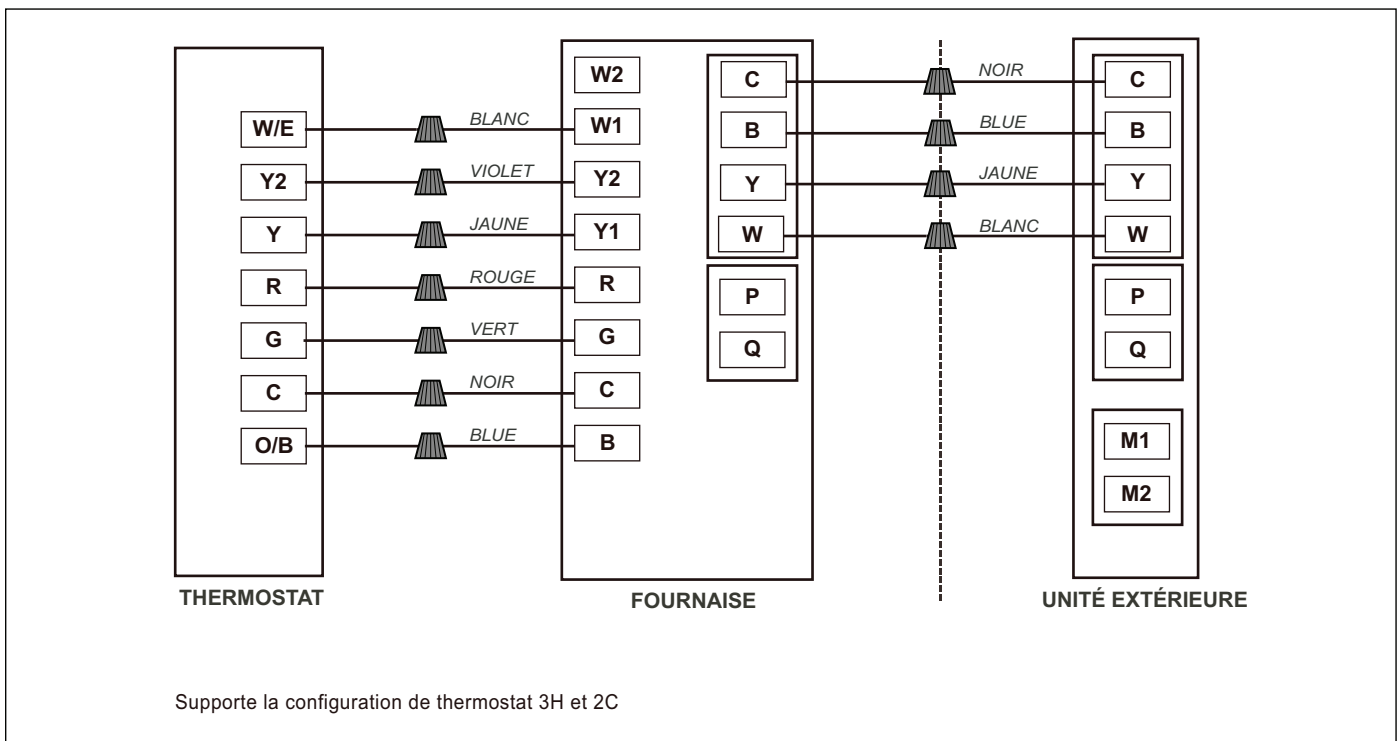 W2
C
NOIR
C
W/E
BLANC
W1
B
BLUE
B
Y2
VIOLET
Y2
Y
JAUNE
Y
Y
JAUNE
Y1
W
BLANC
W
R
ROUGE
R
P
P
G
VERT
G
Q
Q
C
NOIR
C
O/B
BLUE
B
M1
M2
THERMOSTAT
FOURNAISE
UNITÉ EXTÉRIEURE
Supporte la configuration de thermostat 3H et 2C